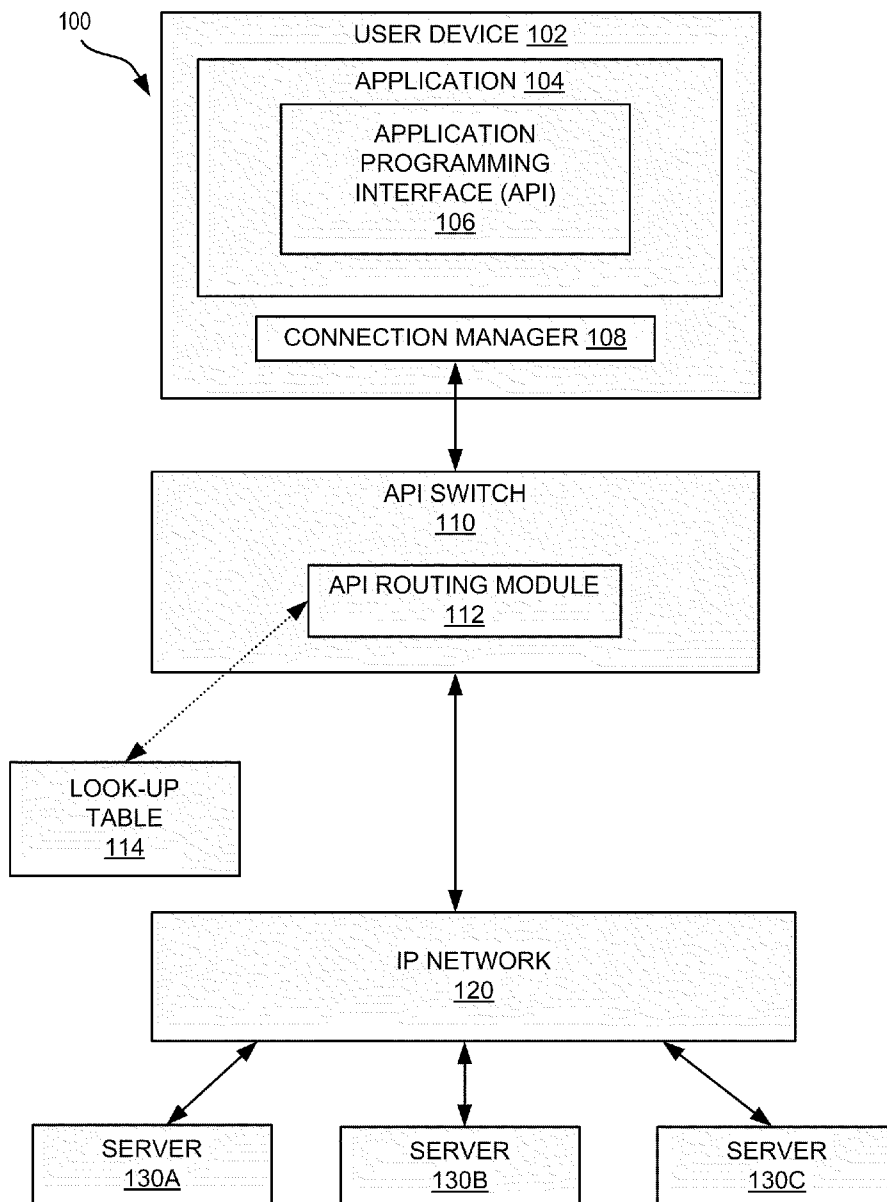 100
USER DEVICE 102
APPLICATION 104
APPLICATION
PROGRAMMING
INTERFACE (API)
106
CONNECTION MANAGER 108
API SWITCH
110
API ROUTING MODULE
112
LOOK-UP
TABLE
114
IP NETWORK
120
SERVER
130A
SERVER
130B
SERVER
130C